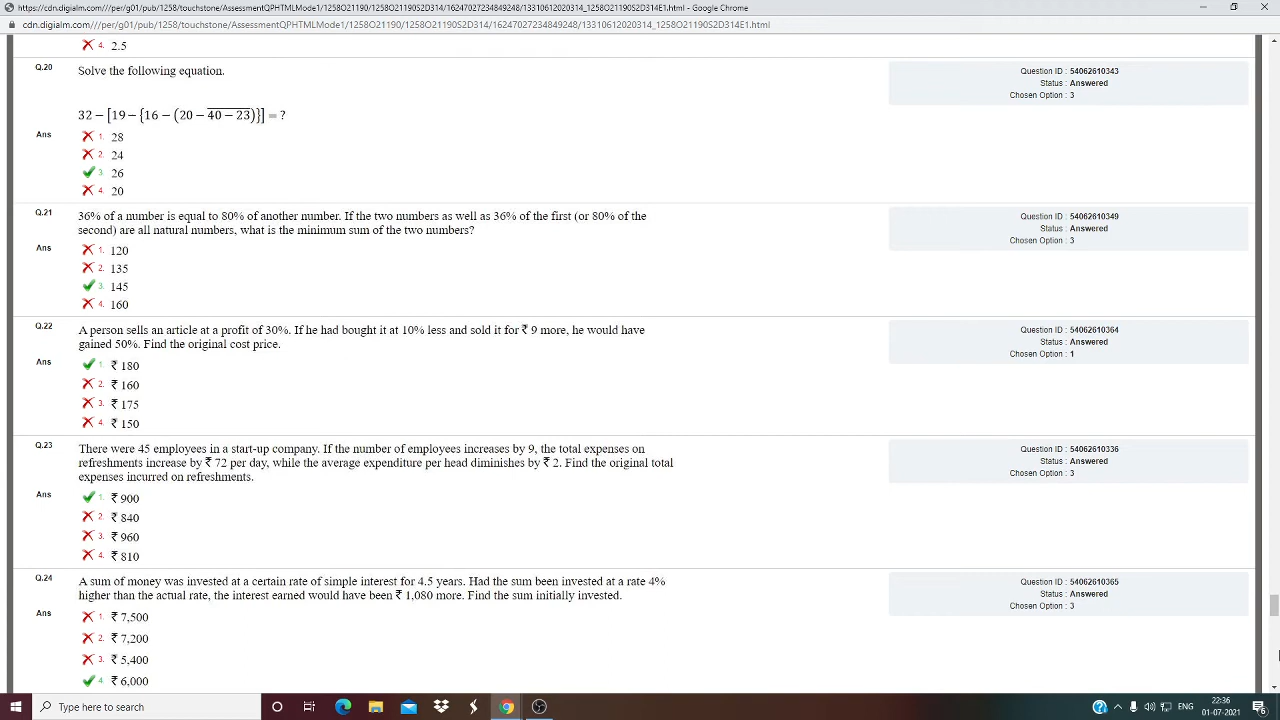 https://cdn.digialm.com///per/g01/pub/1258/touchstone/AssessmentQPHTMLMode1/1258O21190/1258O21190S2D314/16247027234849248/13310612020314_1258O21190S2D314E1.html - Google Chrome
cdn.digialm.com///per/g01/pub/1258/touchstone/AssessmentQPHTMLMode1/1258O21190/1258O21190S2D314/16247027234849248/13310612020314_1258O21190S2D314E1.html
4. 2.5
Q.20 Solve the following equation.
Question ID : 54062610343
Status : Answered
Chosen Option : 3
32 − [19 − {16 − (20 − 40 − 23)}] = ?
Ans 1. 28
2. 24
3. 26
4. 20
Q.21 36% of a number is equal to 80% of another number. If the two numbers as well as 36% of the first (or 80% of the
second) are all natural numbers, what is the minimum sum of the two numbers?
Question ID : 54062610349
Status : Answered
Chosen Option : 3
Ans 1. 120
2. 135
3. 145
4. 160
Q.22 A person sells an article at a profit of 30%. If he had bought it at 10% less and sold it for ₹ 9 more, he would have
gained 50%. Find the original cost price.
Question ID : 54062610364
Status : Answered
Chosen Option : 1
Ans 1. ₹ 180
2. ₹ 160
3. ₹ 175
4. ₹ 150
Q.23 There were 45 employees in a start-up company. If the number of employees increases by 9, the total expenses on
refreshments increase by ₹ 72 per day, while the average expenditure per head diminishes by ₹ 2. Find the original total
expenses incurred on refreshments.
Question ID : 54062610336
Status : Answered
Chosen Option : 3
Ans 1. ₹ 900
2. ₹ 840
3. ₹ 960
4. ₹ 810
Q.24 A sum of money was invested at a certain rate of simple interest for 4.5 years. Had the sum been invested at a rate 4%
higher than the actual rate, the interest earned would have been ₹ 1,080 more. Find the sum initially invested.
Question ID : 54062610365
Status : Answered
Chosen Option : 3
Ans 1. ₹ 7,500
2. ₹ 7,200
3. ₹ 5,400
4. ₹ 6,000
Type here to search
ENG
22:36
01-07-2021